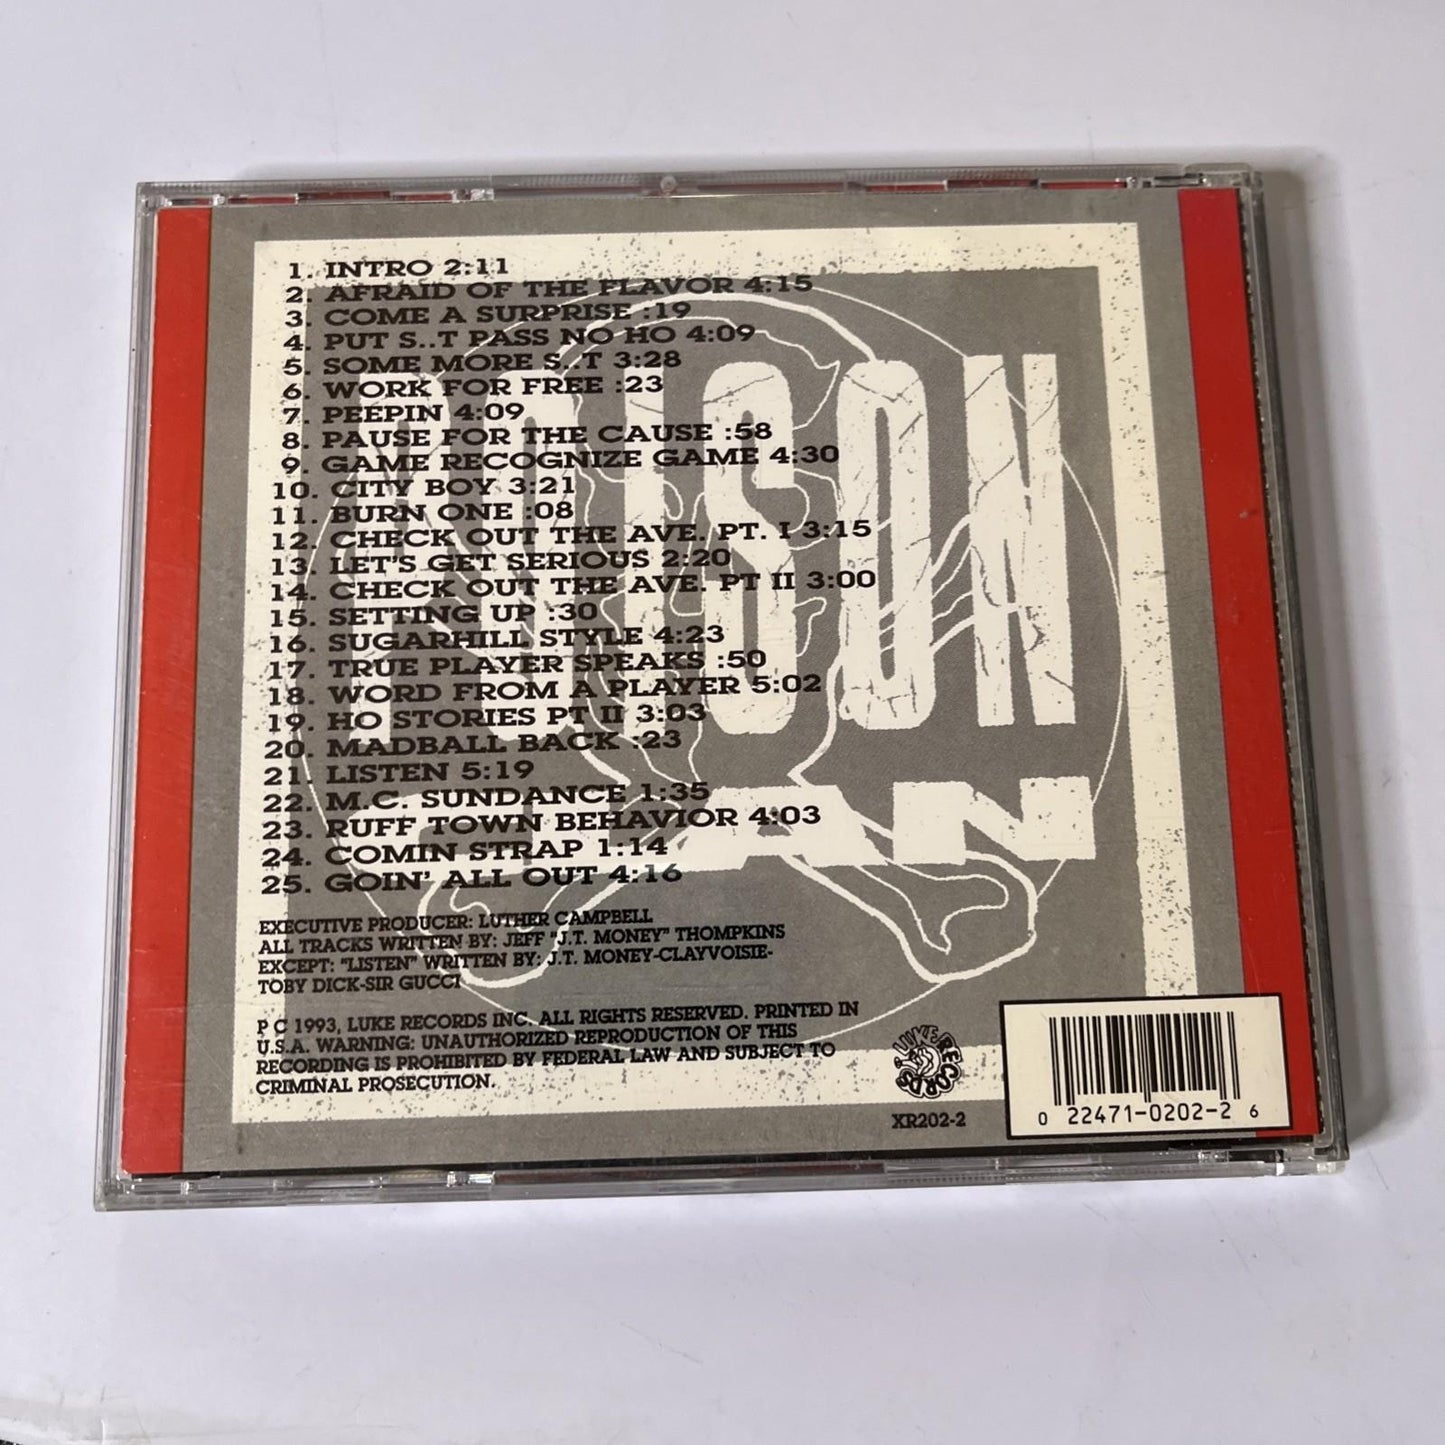 1. INTRO 2:11
2. AFRAID OF THE FLAVOR 4:15
3. COME A SURPRISE :19
4. PUT S..T PASS NO HO 4:09
5. SOME MORE S..T 3:28
6. WORK FOR FREE :23
7. PEEPIN 4:09
8. PAUSE FOR THE CAUSE :58
9. GAME RECOGNIZE GAME 4:30
10. CITY BOY 3:21
11. BURN ONE :08
12. CHECK OUT THE AVE. PT. I 3:15
13. LET'S GET SERIOUS 2:20
14. CHECK OUT THE AVE. PT II 3:00
15. SETTING UP :30
16. SUGARHILL STYLE 4:23
17. TRUE PLAYER SPEAKS :50
18. WORD FROM A PLAYER 5:02
19. HO STORIES PT II 3:03
20. MADBALL BACK :23
21. LISTEN 5:19
22. M.C. SUNDANCE 1:35
23. RUFF TOWN BEHAVIOR 4:03
24. COMIN STRAP 1:14
25. GOIN' ALL OUT 4:16
POISON
CLAN
EXECUTIVE PRODUCER: LUTHER CAMPBELL
ALL TRACKS WRITTEN BY: JEFF "J.T. MONEY" THOMPKINS
EXCEPT: "LISTEN" WRITTEN BY: J.T. MONEY-CLAYVOISIE-
TOBY DICK-SIR GUCCI
P C 1993, LUKE RECORDS INC. ALL RIGHTS RESERVED. PRINTED IN
U.S.A. WARNING: UNAUTHORIZED REPRODUCTION OF THIS
RECORDING IS PROHIBITED BY FEDERAL LAW AND SUBJECT TO
CRIMINAL PROSECUTION.
LUKE RECORDS
XR202-2
0 22471-0202-2 6